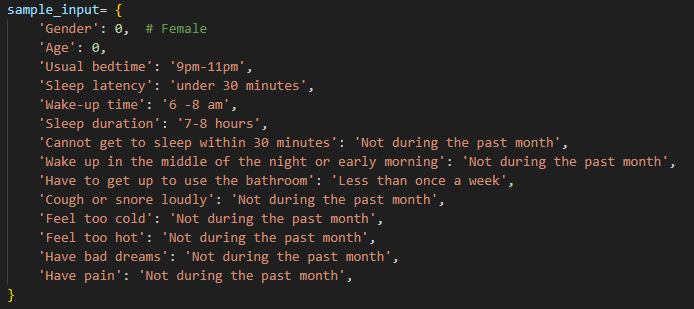 sample_input= {
'Gender': 0,  # Female
'Age': 0,
'Usual bedtime': '9pm-11pm',
'Sleep latency': 'under 30 minutes',
'Wake-up time': '6 -8 am',
'Sleep duration': '7-8 hours',
'Cannot get to sleep within 30 minutes': 'Not during the past month',
'Wake up in the middle of the night or early morning': 'Not during the past month',
'Have to get up to use the bathroom': 'Less than once a week',
'Cough or snore loudly': 'Not during the past month',
'Feel too cold': 'Not during the past month',
'Feel too hot': 'Not during the past month',
'Have bad dreams': 'Not during the past month',
'Have pain': 'Not during the past month',
}